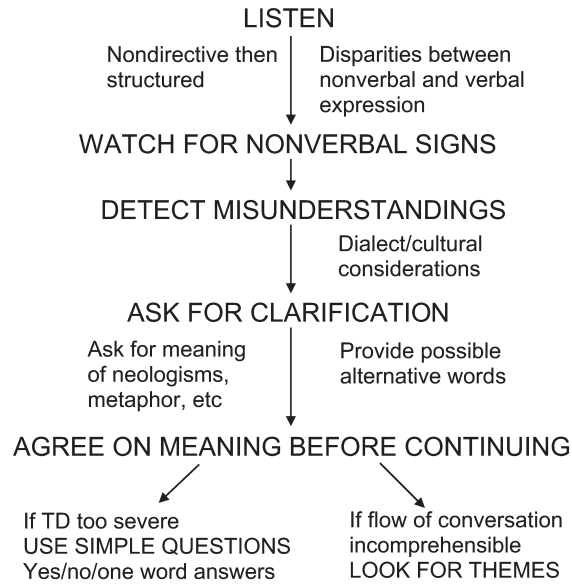 LISTEN
Nondirective then
structured
Disparities between
nonverbal and verbal
expression
WATCH FOR NONVERBAL SIGNS
DETECT MISUNDERSTANDINGS
Dialect/cultural
considerations
ASK FOR CLARIFICATION
Ask for meaning
of neologisms,
metaphor, etc
Provide possible
alternative words
AGREE ON MEANING BEFORE CONTINUING
If TD too severe
USE SIMPLE QUESTIONS
Yes/no/one word answers
If flow of conversation
incomprehensible
LOOK FOR THEMES